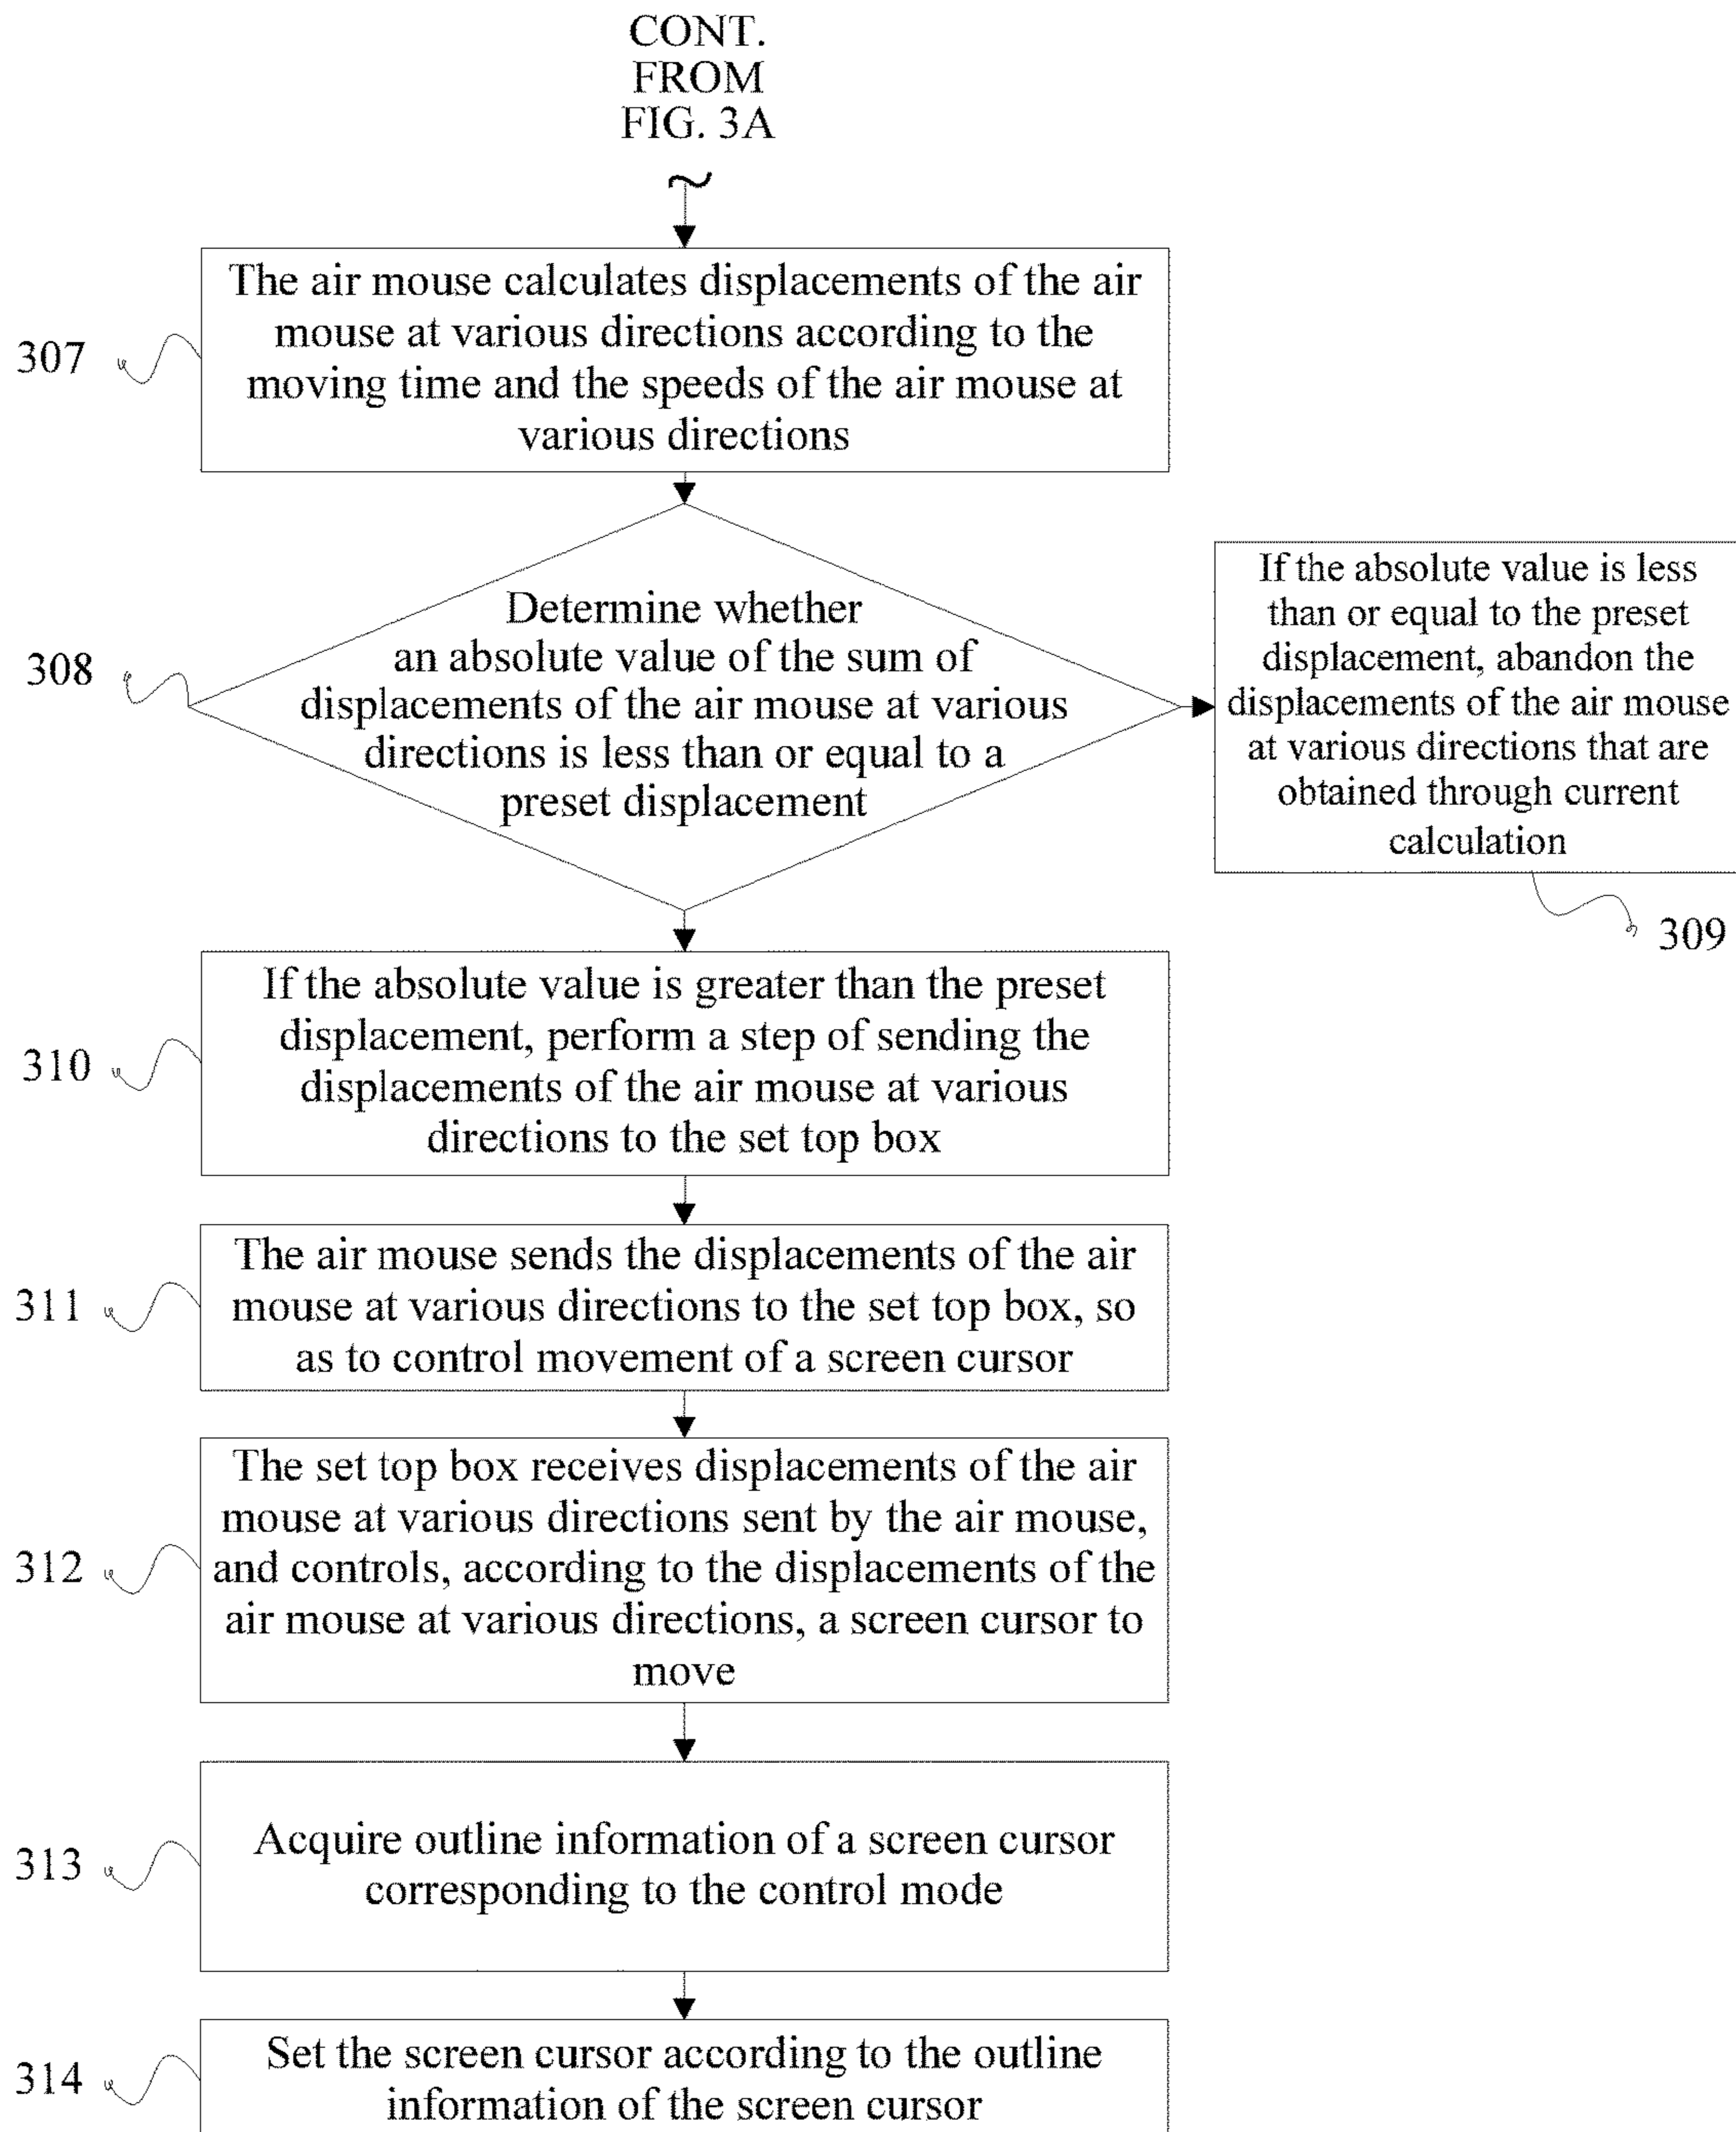 CONT.
FROM
FIG. 3A
307
The air mouse calculates displacements of the air
mouse at various directions according to the
moving time and the speeds of the air mouse at
various directions
308
Determine whether
an absolute value of the sum of
displacements of the air mouse at various
directions is less than or equal to a
preset displacement
If the absolute value is less
than or equal to the preset
displacement, abandon the
displacements of the air mouse
at various directions that are
obtained through current
calculation
309
310
If the absolute value is greater than the preset
displacement, perform a step of sending the
displacements of the air mouse at various
directions to the set top box
311
The air mouse sends the displacements of the air
mouse at various directions to the set top box, so
as to control movement of a screen cursor
312
The set top box receives displacements of the air
mouse at various directions sent by the air mouse,
and controls, according to the displacements of the
air mouse at various directions, a screen cursor to
move
313
Acquire outline information of a screen cursor
corresponding to the control mode
314
Set the screen cursor according to the outline
information of the screen cursor